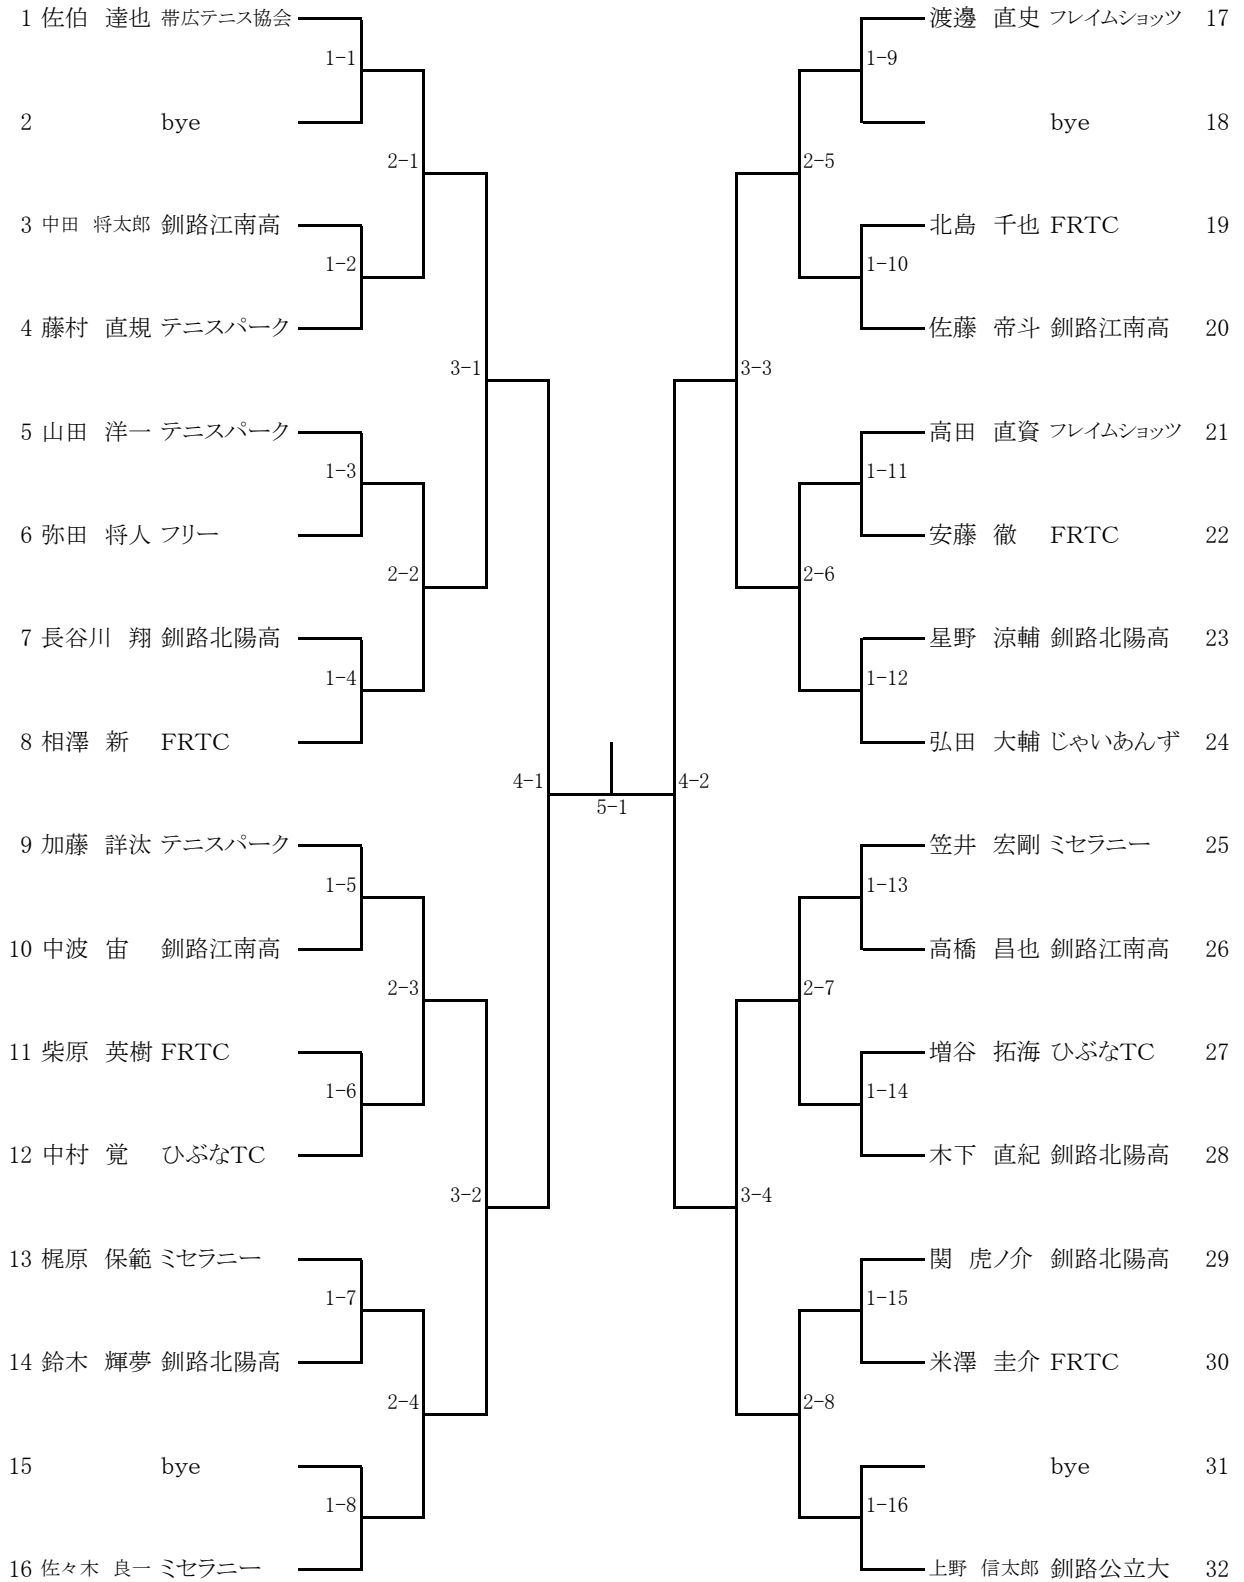 1 佐伯 達也 帯広テニス協会
1-1
2 bye
2-1
3 中田 将太郎 釧路江南高
1-2
4 藤村 直規 テニスパーク
3-1
5 山田 洋一 テニスパーク
1-3
6 弥田 将人 フリー
2-2
7 長谷川 翔 釧路北陽高
1-4
8 相澤 新 FRTC
4-1
9 加藤 詳汰 テニスパーク
1-5
10 中波 宙 釧路江南高
2-3
11 柴原 英樹 FRTC
1-6
12 中村 覚 ひぶなTC
3-2
13 梶原 保範 ミセラニー
1-7
14 鈴木 輝夢 釧路北陽高
2-4
15 bye
1-8
16 佐々木 良一 ミセラニー
5-1
渡邊 直史 フレイムショッツ 17
1-9
bye 18
2-5
北島 千也 FRTC 19
1-10
佐藤 帝斗 釧路江南高 20
3-3
高田 直資 フレイムショッツ 21
1-11
安藤 徹 FRTC 22
2-6
星野 涼輔 釧路北陽高 23
1-12
弘田 大輔 じゃいあんず 24
4-2
笠井 宏剛 ミセラニー 25
1-13
高橋 昌也 釧路江南高 26
2-7
増谷 拓海 ひぶなTC 27
1-14
木下 直紀 釧路北陽高 28
3-4
関 虎ノ介 釧路北陽高 29
1-15
米澤 圭介 FRTC 30
2-8
bye 31
1-16
上野 信太郎 釧路公立大 32